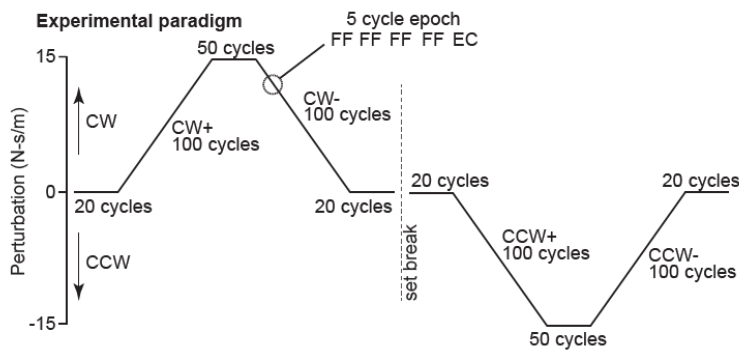 Experimental paradigm
5 cycle epoch
FF FF FF FF EC
50 cycles
15
CW
CW+
100 cycles
CW-
100 cycles
Perturbation (N-s/m)
0
20 cycles
20 cycles
20 cycles
20 cycles
CCW
set break
CCW+
100 cycles
CCW-
100 cycles
-15
50 cycles